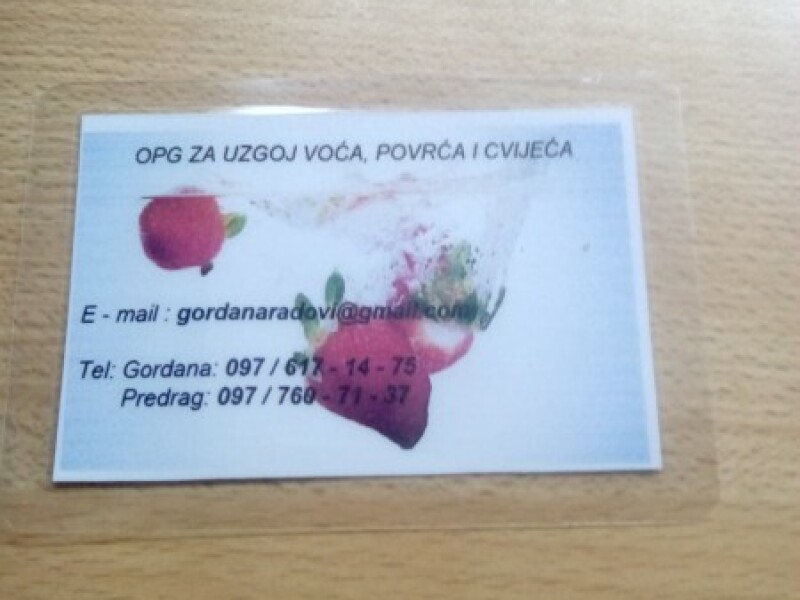 OPG ZA UZGOJ VOĆA, POVRĆA I CVIJEĆA
E - mail : gordanaradovi@gmail.com
Tel: Gordana: 097 / 617 - 14 - 75
Predrag: 097 / 760 - 71 - 37